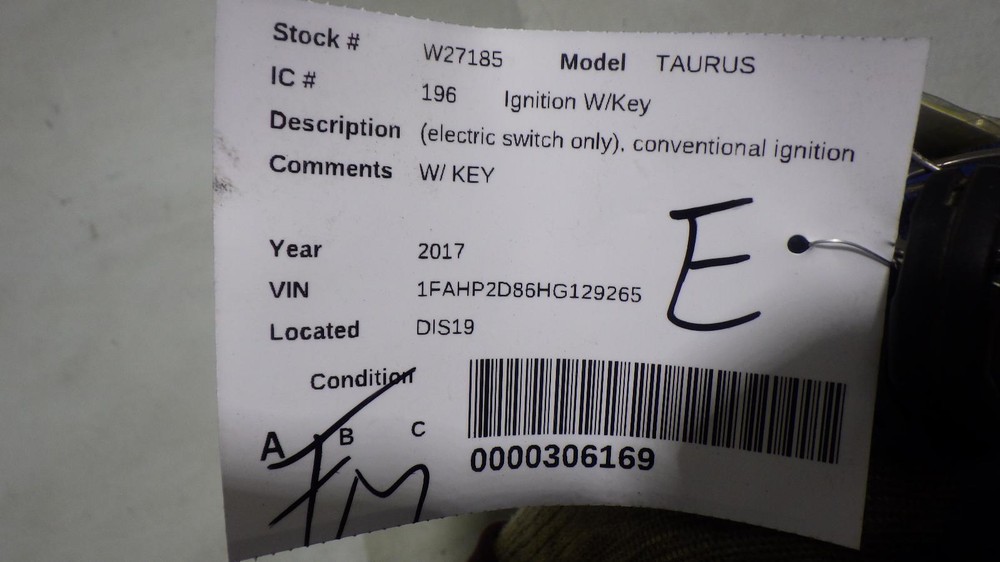 Stock # W27185 Model TAURUS
IC # 196 Ignition W/Key
Description (electric switch only), conventional ignition
Comments W/ KEY
E
Year 2017
VIN 1FAHP2D86HG129265
Located DIS19
Condition
A B C
0000306169